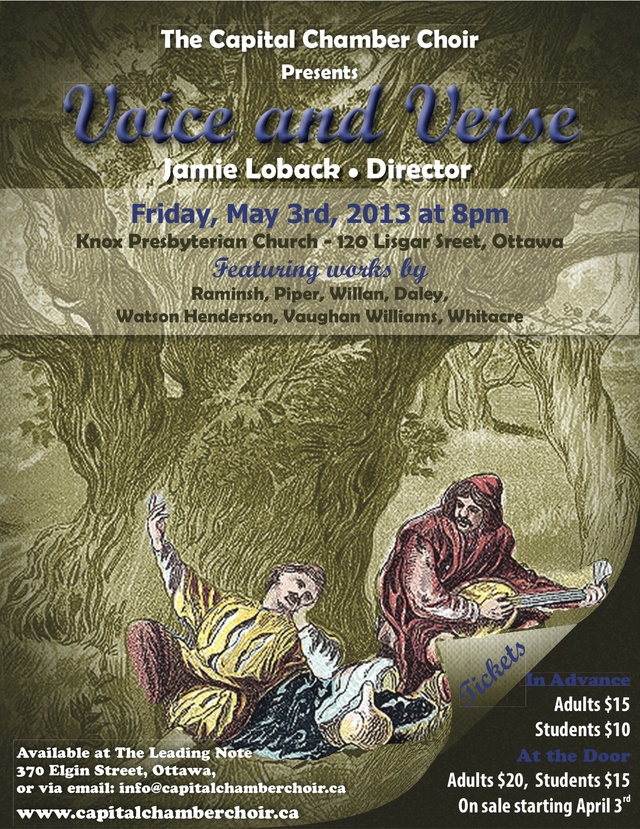 The Capital Chamber Choir
Presents
Voice and Verse
Jamie Loback • Director
Friday, May 3rd, 2013 at 8pm
Knox Presbyterian Church - 120 Lisgar Sreet, Ottawa
Featuring works by
Raminsh, Piper, Willan, Daley,
Watson Henderson, Vaughan Williams, Whitacre
Tickets
In Advance
Adults $15
Students $10
At the Door
Adults $20, Students $15
On sale starting April 3rd
Available at The Leading Note
370 Elgin Street, Ottawa,
or via email: info@capitalchamberchoir.ca
www.capitalchamberchoir.ca